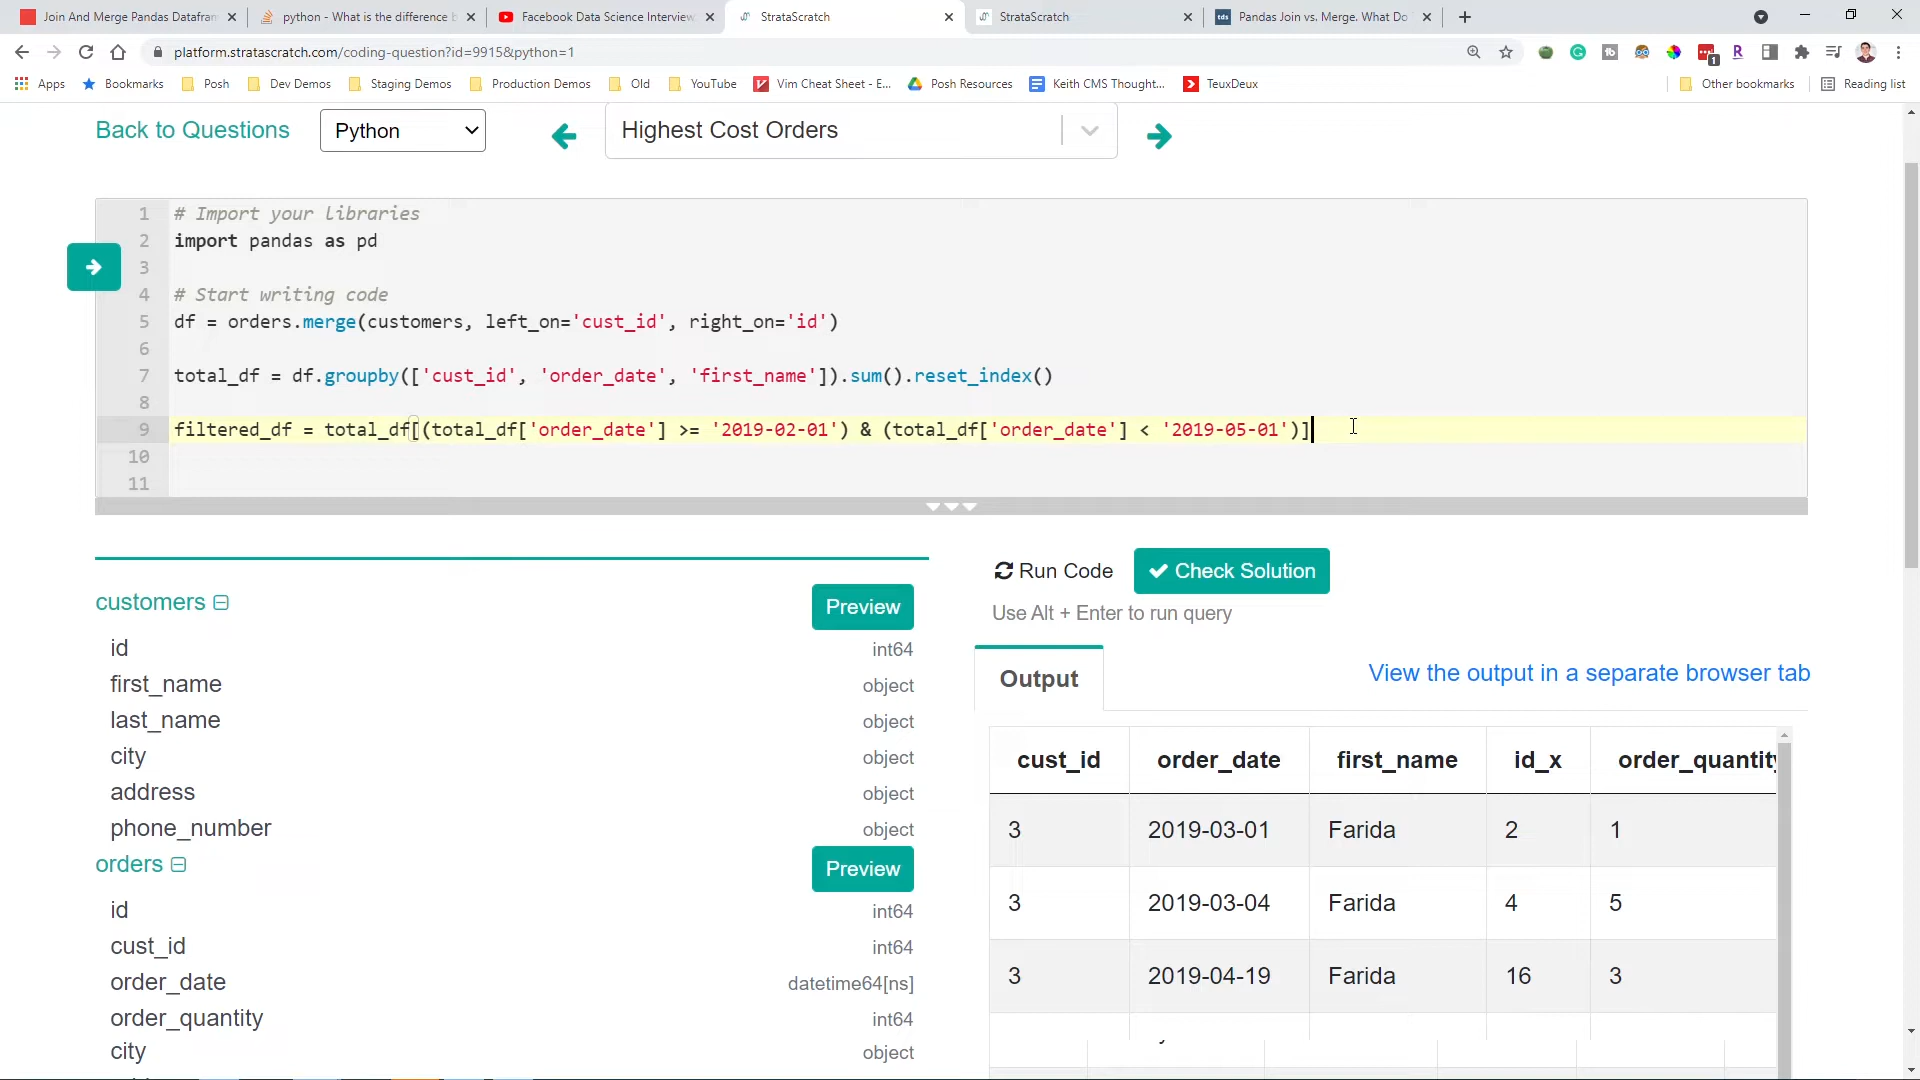 Join And Merge Pandas Datafran
python - What is the difference b
Facebook Data Science Interview
StrataScratch
StrataScratch
tds
Pandas Join vs. Merge. What Do
platform.stratascratch.com/coding-question?id=9915&python=1
Apps
Bookmarks
Posh
Dev Demos
Staging Demos
Production Demos
Old
YouTube
Vim Cheat Sheet - E...
Posh Resources
Keith CMS Thought...
TeuxDeux
Other bookmarks
Reading list
Back to Questions
Python
Highest Cost Orders
1 # Import your libraries
2 import pandas as pd
3
4 # Start writing code
5 df = orders.merge(customers, left_on='cust_id', right_on='id')
6
7 total_df = df.groupby(['cust_id', 'order_date', 'first_name']).sum().reset_index()
8
9 filtered_df = total_df[(total_df['order_date'] >= '2019-02-01') & (total_df['order_date'] < '2019-05-01')]
10
11
customers
Preview
id int64
first_name object
last_name object
city object
address object
phone_number object
orders
Preview
id int64
cust_id int64
order_date datetime64[ns]
order_quantity int64
city object
Run Code
Check Solution
Use Alt + Enter to run query
Output
View the output in a separate browser tab
cust_id order_date first_name id_x order_quantity
3 2019-03-01 Farida 2 1
3 2019-03-04 Farida 4 5
3 2019-04-19 Farida 16 3